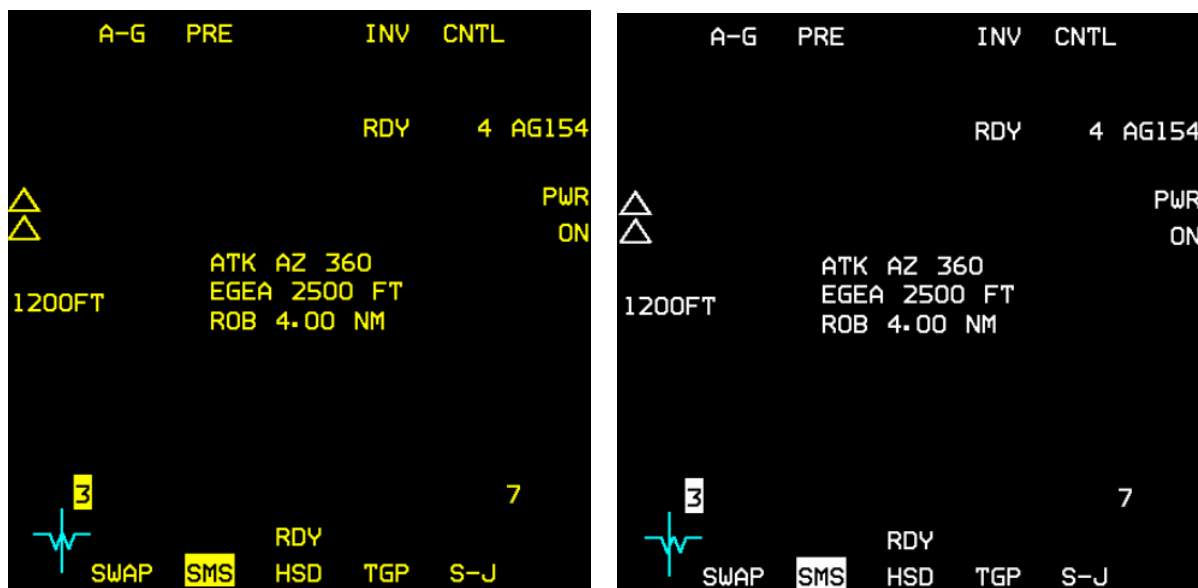 A-G PRE INV CNTL
RDY 4 AG154
PWR
ON
ATK AZ 360
EGEA 2500 FT
1200FT
ROB 4.00 NM
3 7
RDY
SWAP SMS HSD TGP S-J
A-G PRE INV CNTL
RDY 4 AG154
PWR
ON
ATK AZ 360
EGEA 2500 FT
1200FT
ROB 4.00 NM
3 7
RDY
SWAP SMS HSD TGP S-J